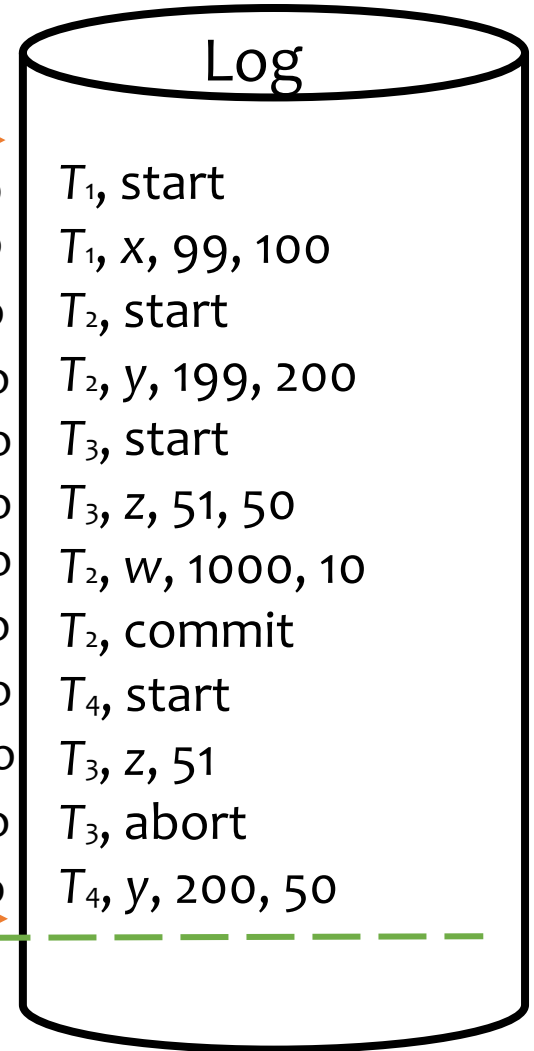 Log
T₁, start
T₁, x, 99, 100
T₂, start
T₂, y, 199, 200
T₃, start
T₃, z, 51, 50
T₂, w, 1000, 10
T₂, commit
T₄, start
T₃, z, 51
T₃, abort
T₄, y, 200, 50